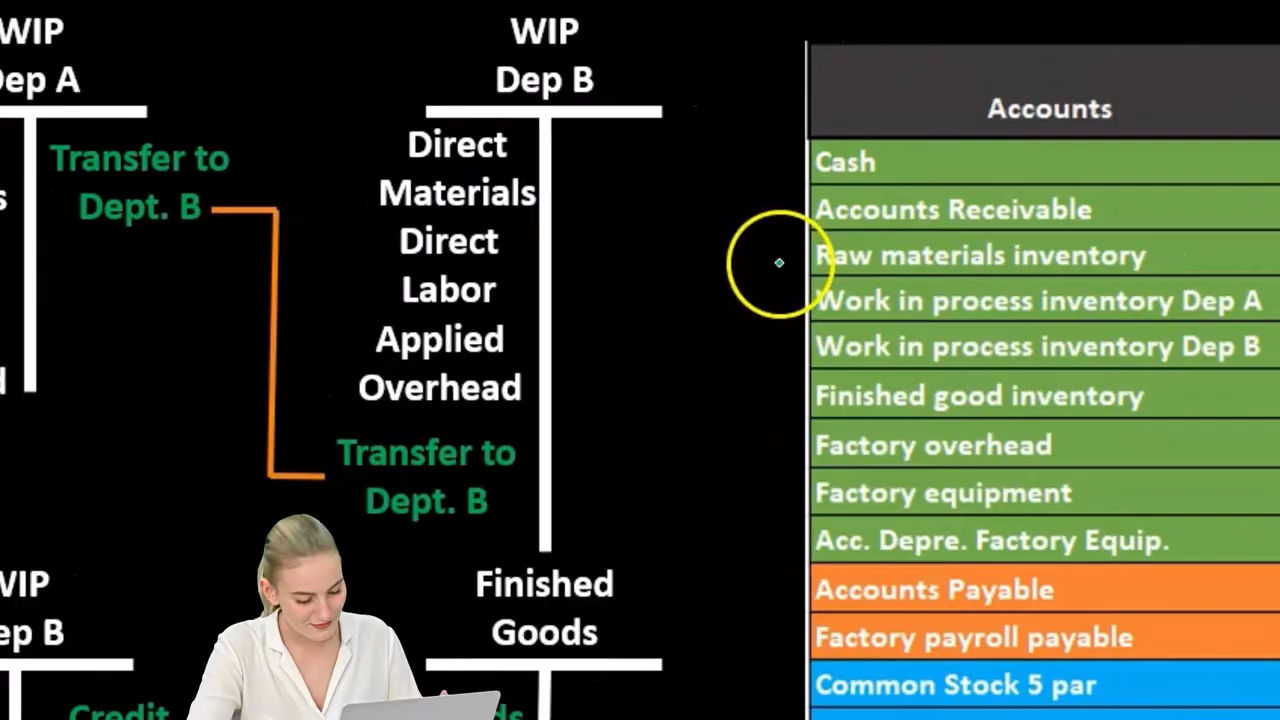 WIP
Dep A
Transfer to
Dept. B
WIP
Dep B
Direct
Materials
Direct
Labor
Applied
Overhead
Transfer to
Dept. B
WIP
Dep B
Credit
Finished
Goods
Accounts
Cash
Accounts Receivable
Raw materials inventory
Work in process inventory Dep A
Work in process inventory Dep B
Finished good inventory
Factory overhead
Factory equipment
Acc. Depre. Factory Equip.
Accounts Payable
Factory payroll payable
Common Stock 5 par